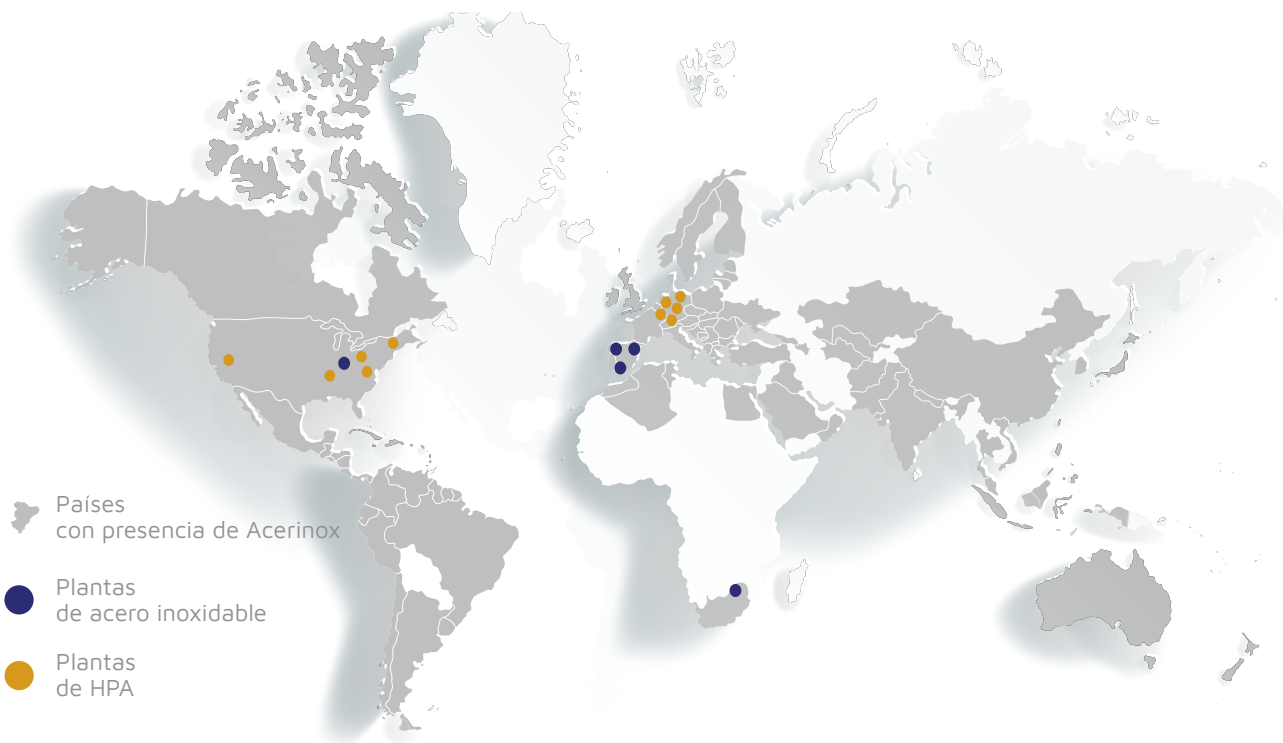 Países
con presencia de Acerinox
Plantas
de acero inoxidable
Plantas
de HPA